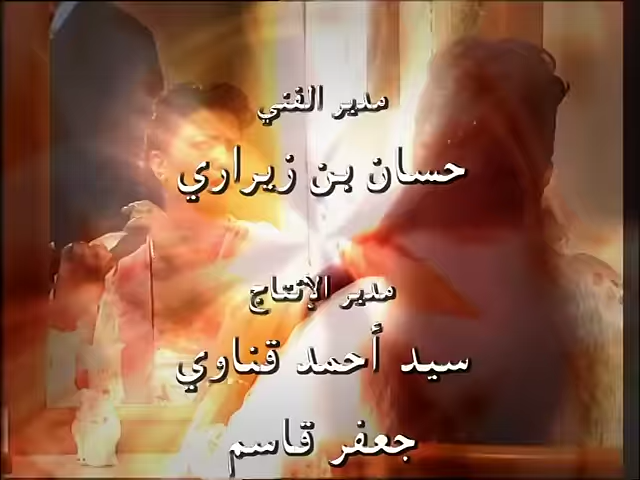 مدير الفني
حسان بن زيراري
مدير الإنتاج
سيد أحمد قناوي
جعفر قاسم